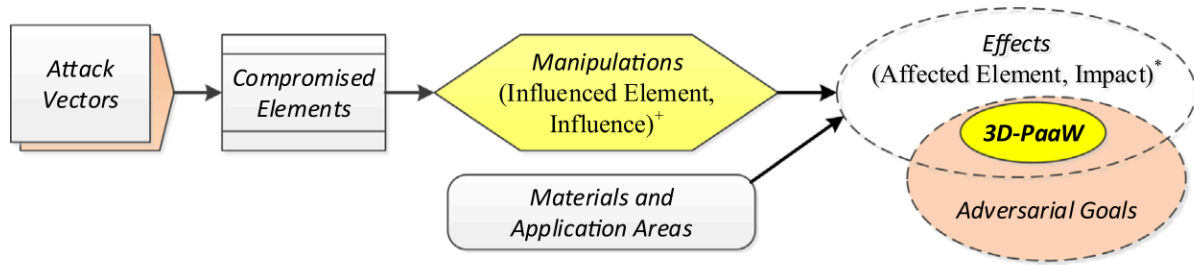 Attack
Vectors
Compromised
Elements
Manipulations
(Influenced Element,
Influence)+
Materials and
Application Areas
Effects
(Affected Element, Impact)*
3D-PaaW
Adversarial Goals